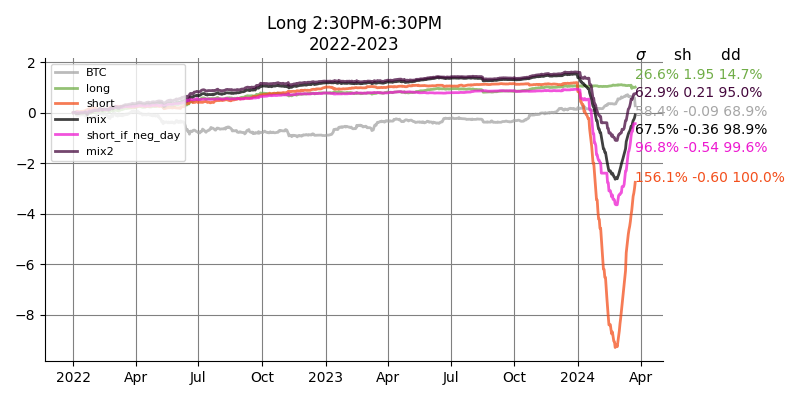 Long 2:30PM-6:30PM
2022-2023
σ sh dd
26.6% 1.95 14.7%
62.9% 0.21 95.0%
58.4% -0.09 68.9%
67.5% -0.36 98.9%
96.8% -0.54 99.6%
156.1% -0.60 100.0%
BTC
long
short
mix
short_if_neg_day
mix2
2
0
−2
−4
−6
−8
2022 Apr Jul Oct 2023 Apr Jul Oct 2024 Apr